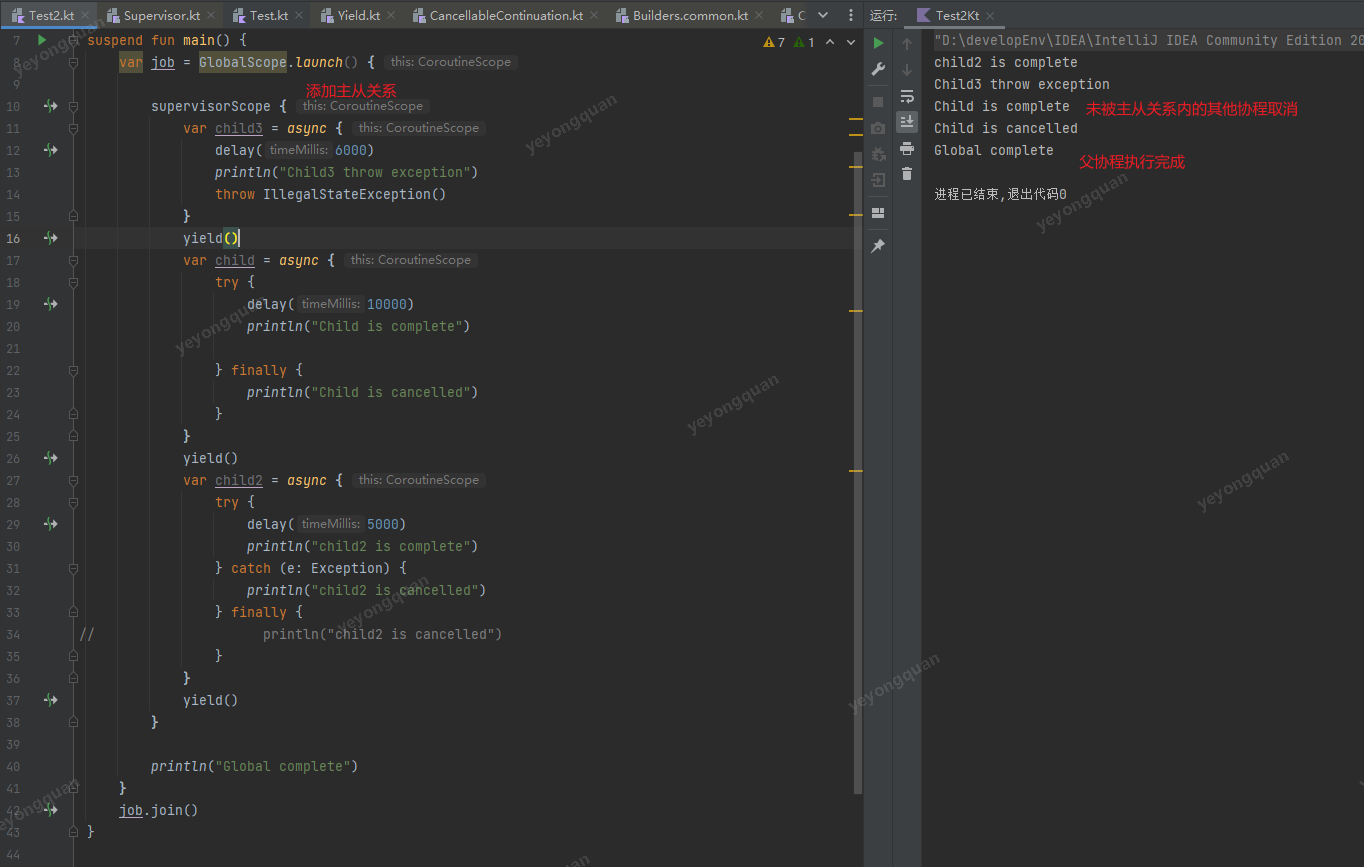 Test2.kt Supervisor.kt Test.kt Yield.kt CancellableContinuation.kt Builders.common.kt C 运行: Test2Kt
7 suspend fun main() {
8 var job = GlobalScope.launch() { this: CoroutineScope
9
添加主从关系
10 supervisorScope { this: CoroutineScope
11 var child3 = async { this: CoroutineScope
12 delay( timeMillis: 6000)
13 println("Child3 throw exception")
14 throw IllegalStateException()
15 }
16 yield()
17 var child = async { this: CoroutineScope
18 try {
19 delay( timeMillis: 10000)
20 println("Child is complete")
21
22 } finally {
23 println("Child is cancelled")
24 }
25 }
26 yield()
27 var child2 = async { this: CoroutineScope
28 try {
29 delay( timeMillis: 5000)
30 println("child2 is complete")
31 } catch (e: Exception) {
32 println("child2 is cancelled")
33 } finally {
34 // println("child2 is cancelled")
35 }
36 }
37 yield()
38 }
39
40 println("Global complete")
41 }
42 job.join()
43 }
44
7 1
"D:\developEnv\IDEA\IntelliJ IDEA Community Edition 20
child2 is complete
Child3 throw exception
Child is complete
未被主从关系内的其他协程取消
Child is cancelled
Global complete
父协程执行完成
进程已结束,退出代码0
yeyongquan
yeyongquan
yeyongquan
yeyongquan
yeyongquan
yeyongquan
yeyongquan
yeyongquan
yeyongquan